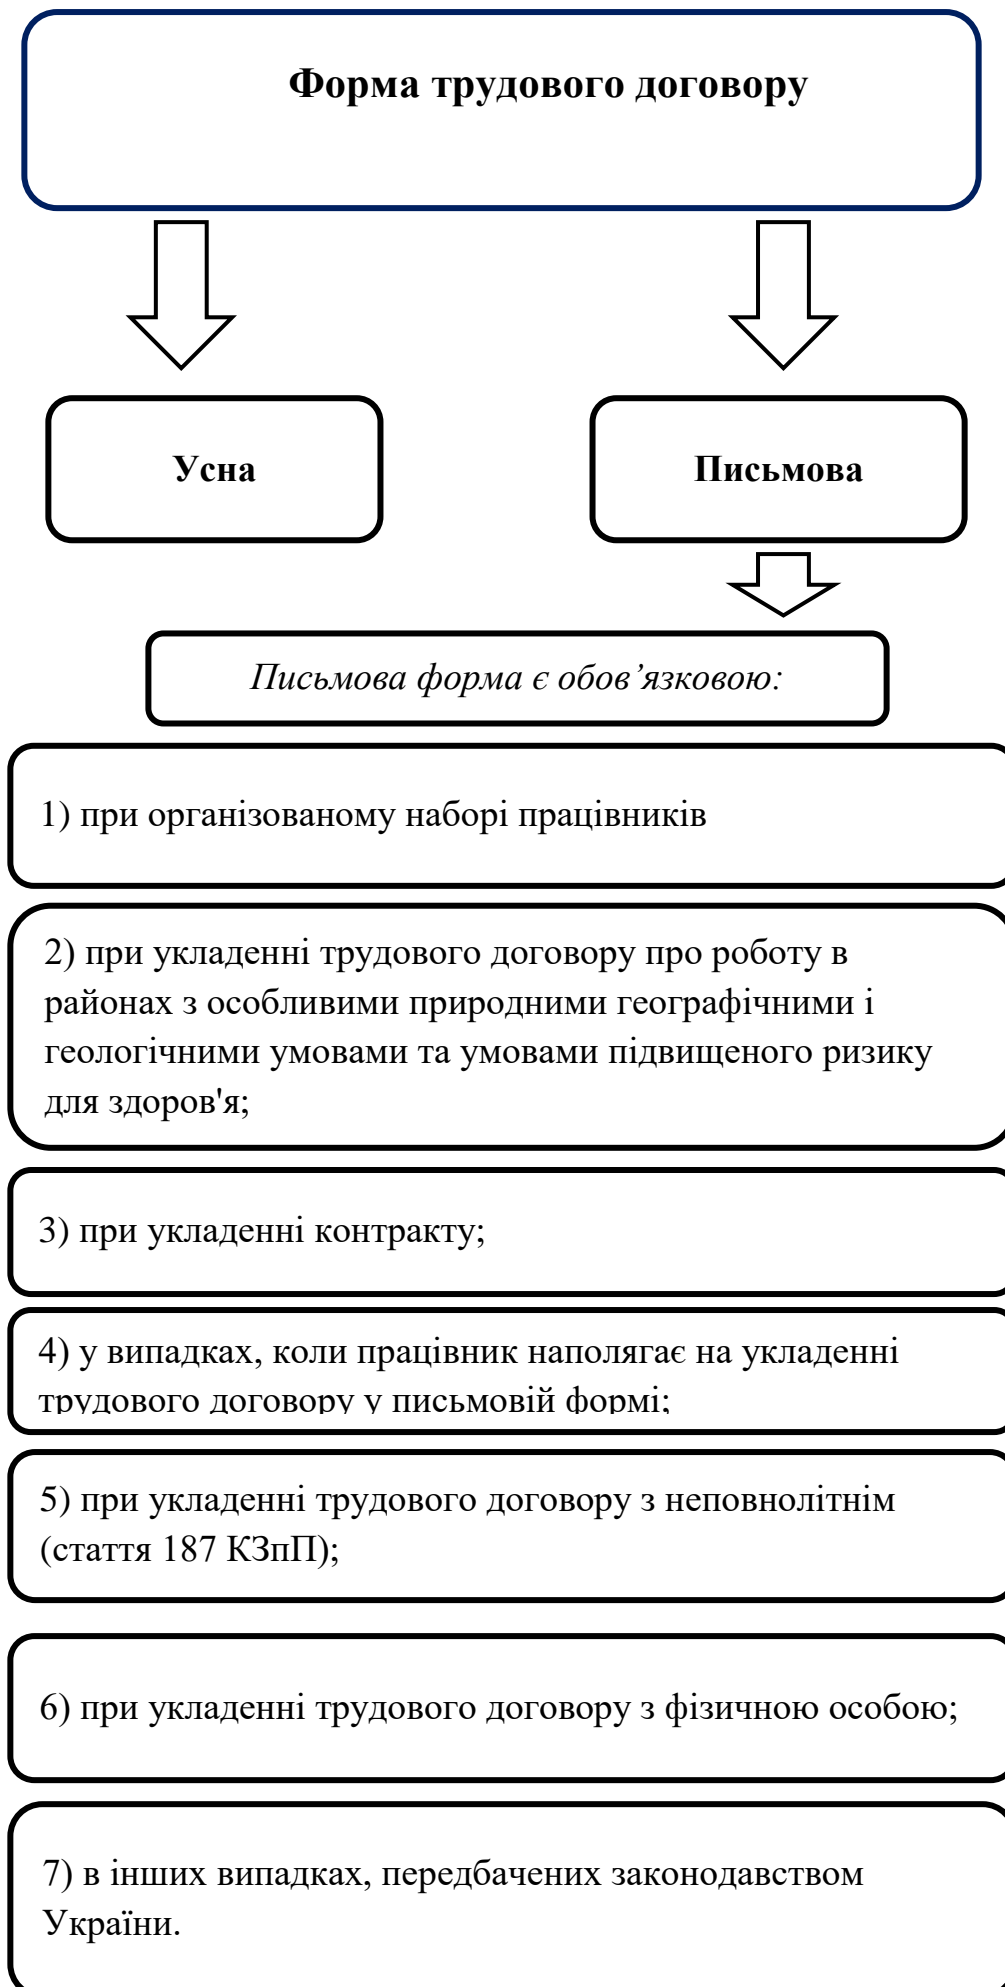 Форма трудового договору
Усна
Письмова
Письмова форма є обов’язковою:
1) при організованому наборі працівників
2) при укладенні трудового договору про роботу в
районах з особливими природними географічними і
геологічними умовами та умовами підвищеного ризику
для здоров'я;
3) при укладенні контракту;
4) у випадках, коли працівник наполягає на укладенні
трудового договору у письмовій формі;
5) при укладенні трудового договору з неповнолітнім
(стаття 187 КЗпП);
6) при укладенні трудового договору з фізичною особою;
7) в інших випадках, передбачених законодавством
України.